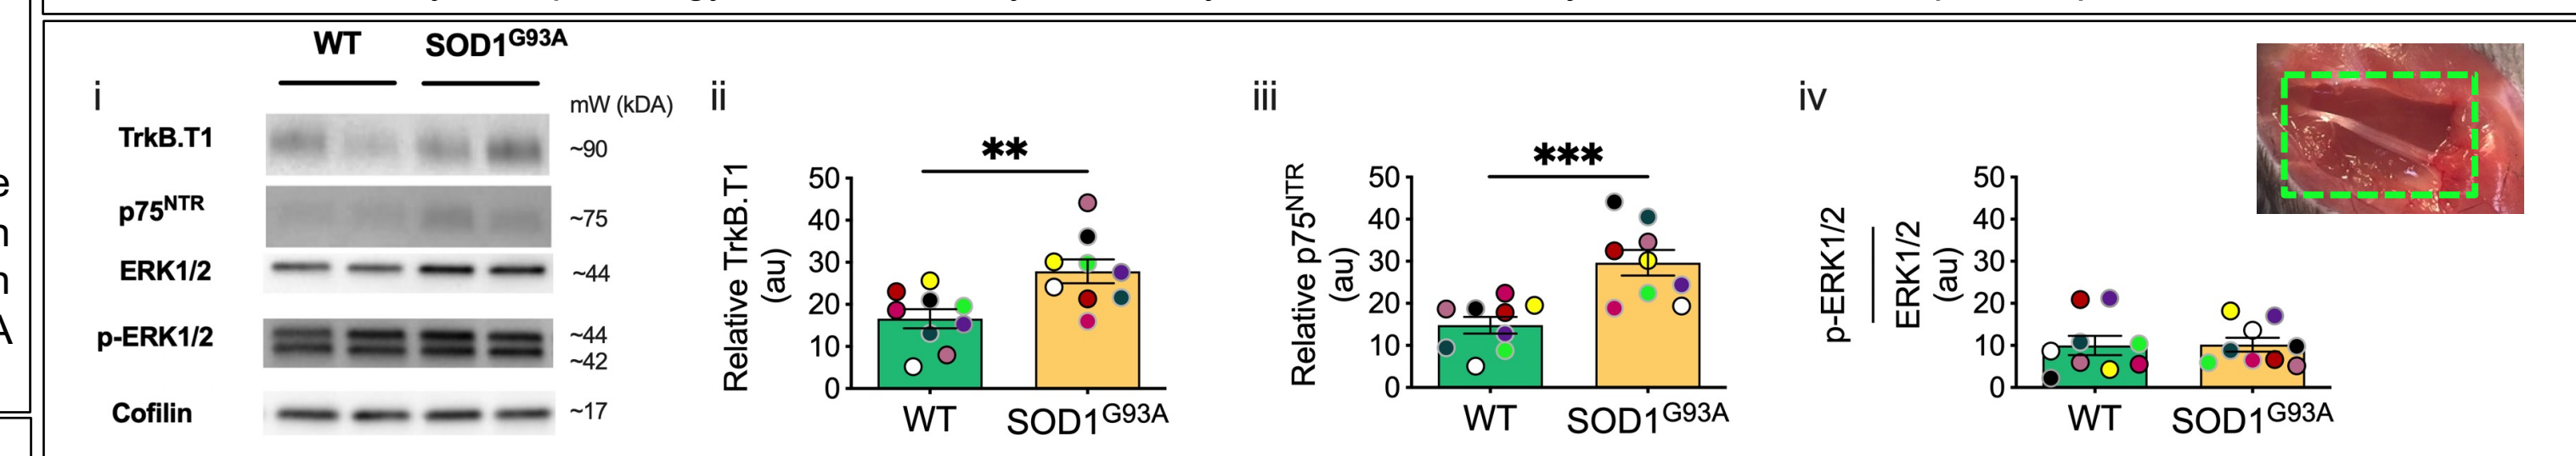 WT SOD1G93A
i
mW (kDA)
TrkB.T1 ~90
p75NTR ~75
ERK1/2 ~44
p-ERK1/2 ~44
~42
Cofilin ~17
ii
**
Relative TrkB.T1
(au)
50
40
30
20
10
0
WT SOD1G93A
iii
***
Relative p75NTR
(au)
50
40
30
20
10
0
WT SOD1G93A
iv
p-ERK1/2
ERK1/2
(au)
50
40
30
20
10
0
WT SOD1G93A